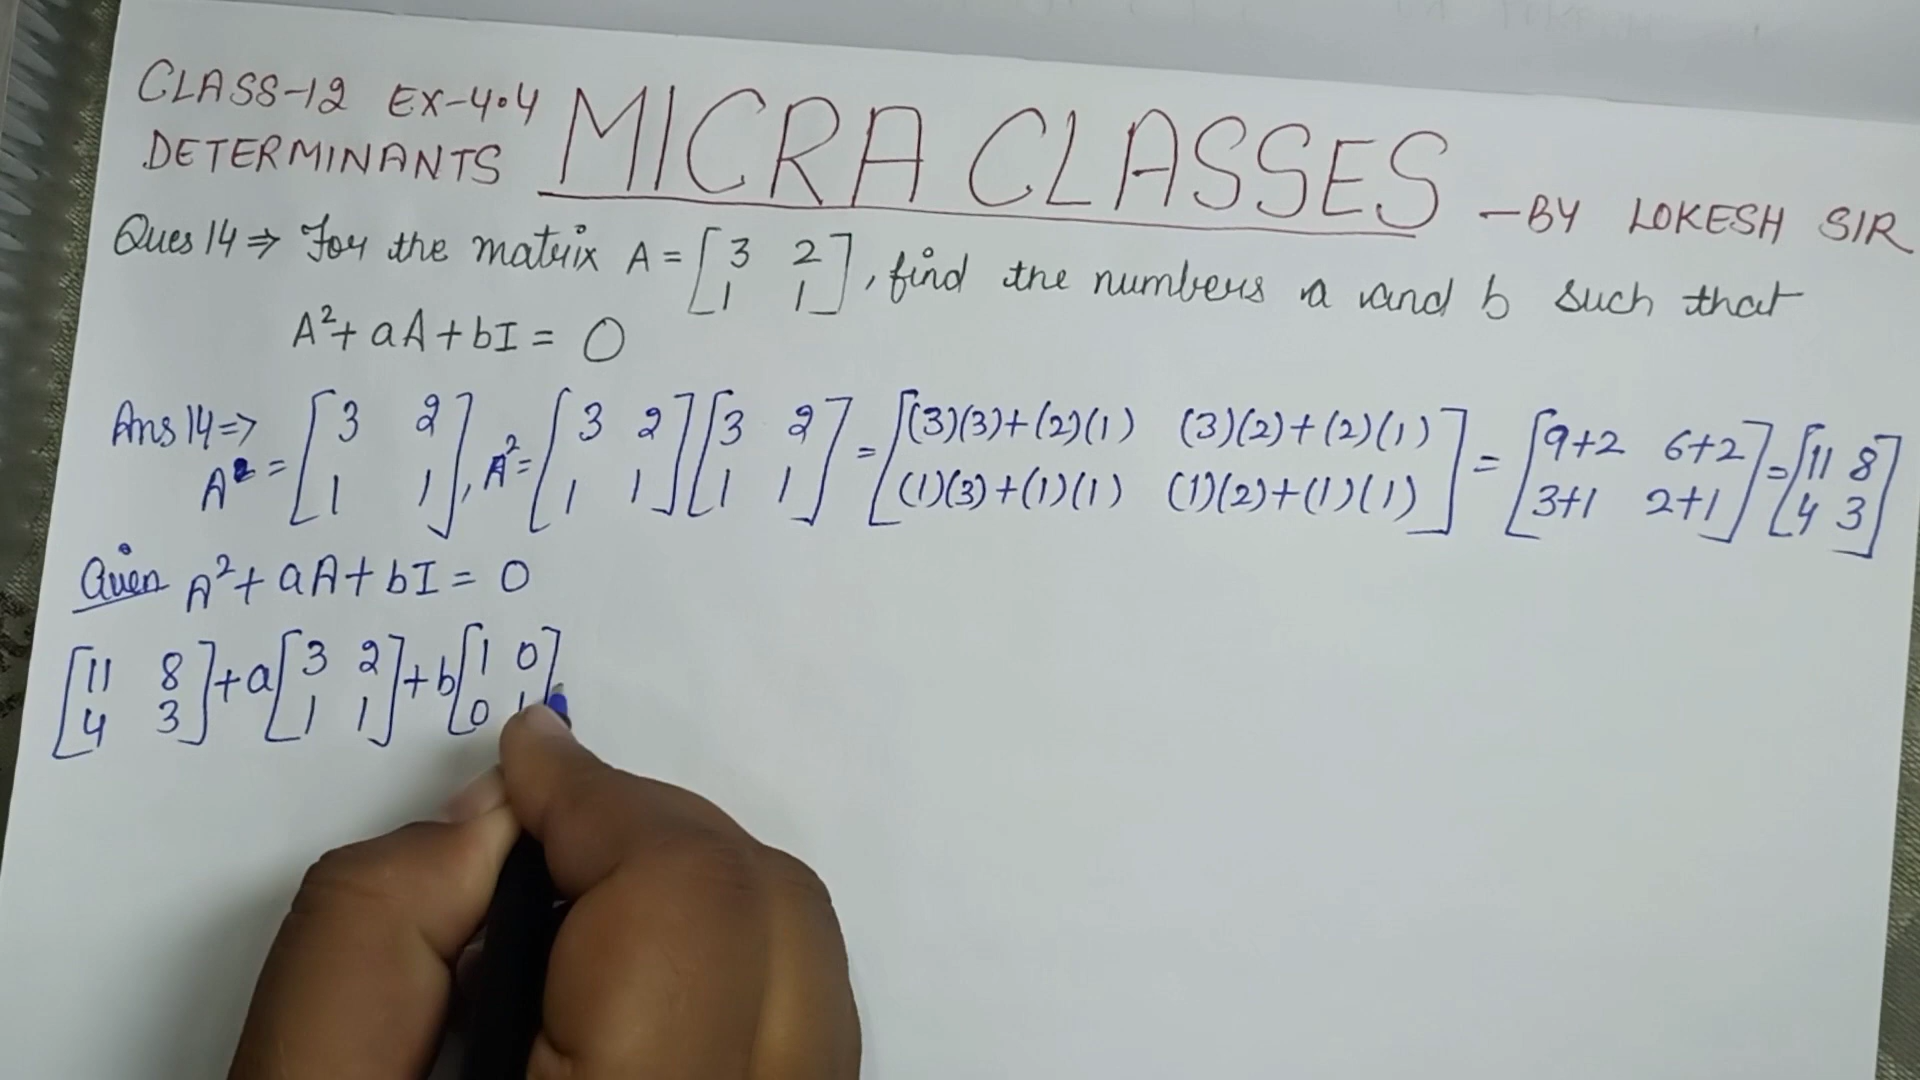 CLASS-12 EX-4.4 MICRA CLASSES
DETERMINANTS - BY LOKESH SIR
Ques 14 ⇒ For the matrix A = [3 2; 1 1], find the numbers a and b such that
A² + aA + bI = O
Ans 14 ⇒ A = [3 2; 1 1], A² = [3 2; 1 1][3 2; 1 1] = [(3)(3)+(2)(1) (3)(2)+(2)(1); (1)(3)+(1)(1) (1)(2)+(1)(1)] = [9+2 6+2; 3+1 2+1] = [11 8; 4 3]
Given A² + aA + bI = 0
[11 8; 4 3] + a[3 2; 1 1] + b[1 0; 0 1]